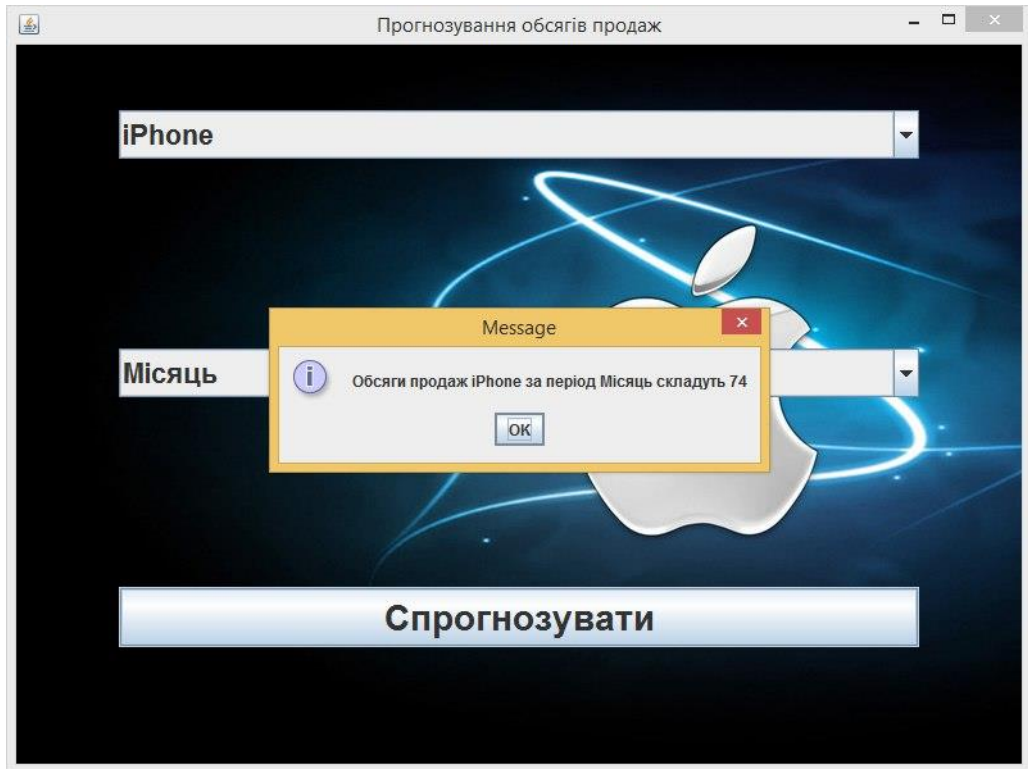 Прогнозування обсягів продаж
iPhone
Message
Місяць
Обсяги продаж iPhone за період Місяць складуть 74
OK
Спрогнозувати